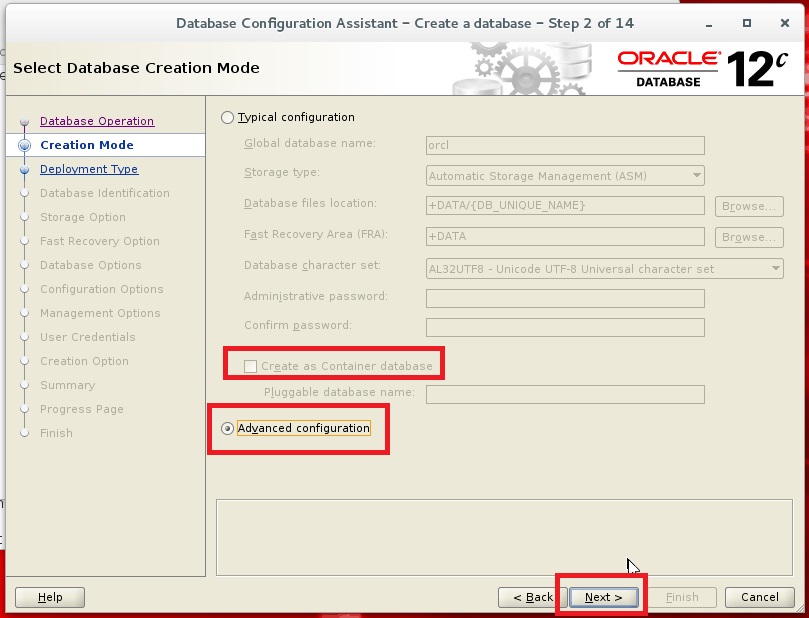 Database Configuration Assistant – Create a database – Step 2 of 14
Select Database Creation Mode
ORACLE
DATABASE
12c
Database Operation
Creation Mode
Deployment Type
Database Identification
Storage Option
Fast Recovery Option
Database Options
Configuration Options
Management Options
User Credentials
Creation Option
Summary
Progress Page
Finish
Typical configuration
Global database name: orcl
Storage type: Automatic Storage Management (ASM)
Database files location: +DATA/{DB_UNIQUE_NAME} Browse...
Fast Recovery Area (FRA): +DATA Browse...
Database character set: AL32UTF8 - Unicode UTF-8 Universal character set
Administrative password:
Confirm password:
Create as Container database
Pluggable database name:
Advanced configuration
Help < Back Next > Finish Cancel